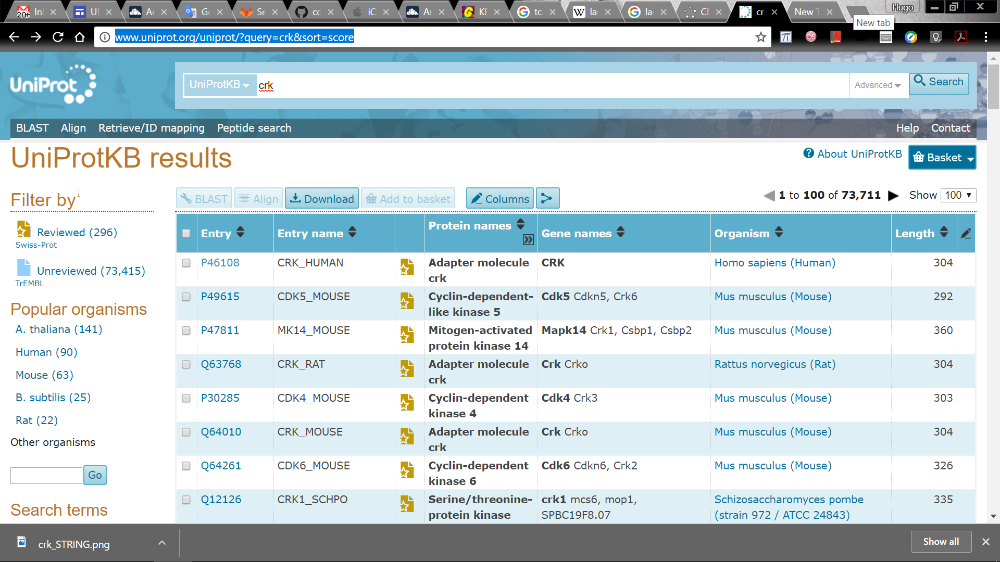 20+ Inl Ul Ac Go Se co iC Ar KE tc la la Cf cr New T Hugo
New tab
www.uniprot.org/uniprot/?query=crk&sort=score
UniProt
UniProtKB crk Advanced Search
BLAST Align Retrieve/ID mapping Peptide search Help Contact
UniProtKB results
About UniProtKB Basket
Filter by i
BLAST Align Download Add to basket Columns 1 to 100 of 73,711 Show 100
Reviewed (296)
Swiss-Prot
Unreviewed (73,415)
TrEMBL
Popular organisms
A. thaliana (141)
Human (90)
Mouse (63)
B. subtilis (25)
Rat (22)
Other organisms
Go
Search terms
Entry Entry name Protein names Gene names Organism Length
P46108 CRK_HUMAN Adapter molecule CRK Homo sapiens (Human) 304
crk
P49615 CDK5_MOUSE Cyclin-dependent- Cdk5 Cdkn5, Crk6 Mus musculus (Mouse) 292
like kinase 5
P47811 MK14_MOUSE Mitogen-activated Mapk14 Crk1, Csbp1, Csbp2 Mus musculus (Mouse) 360
protein kinase 14
Q63768 CRK_RAT Adapter molecule Crk Crko Rattus norvegicus (Rat) 304
crk
P30285 CDK4_MOUSE Cyclin-dependent Cdk4 Crk3 Mus musculus (Mouse) 303
kinase 4
Q64010 CRK_MOUSE Adapter molecule Crk Crko Mus musculus (Mouse) 304
crk
Q64261 CDK6_MOUSE Cyclin-dependent Cdk6 Cdkn6, Crk2 Mus musculus (Mouse) 326
kinase 6
Q12126 CRK1_SCHPO Serine/threonine- crk1 mcs6, mop1, Schizosaccharomyces pombe 335
protein kinase SPBC19F8.07 (strain 972 / ATCC 24843)
crk_STRING.png Show all